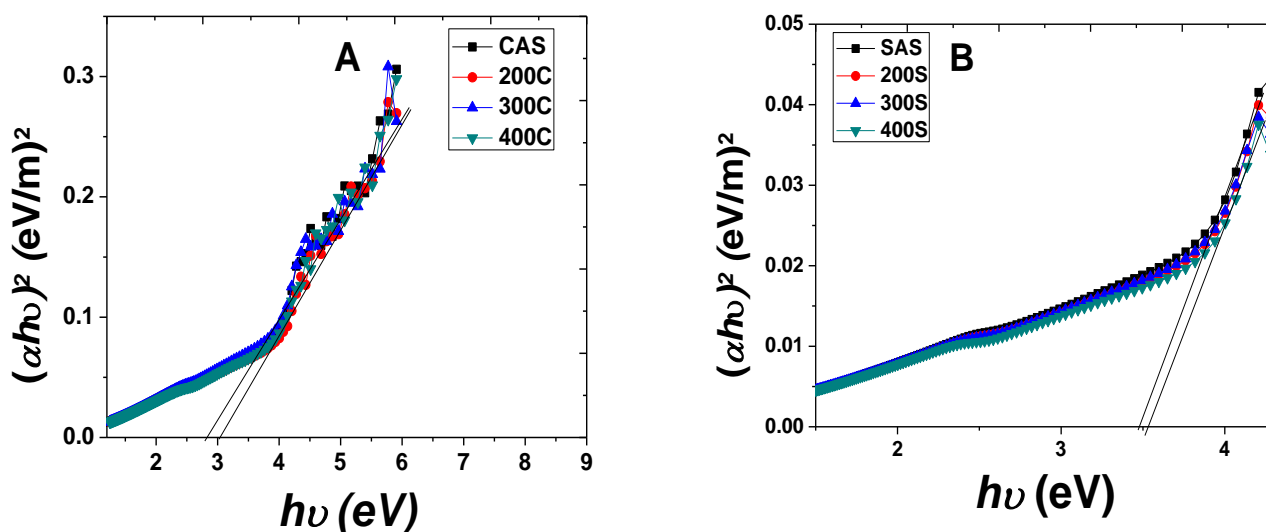 A
CAS
200C
300C
400C
0.3
0.2
0.1
0.0
2 3 4 5 6 7 8 9
(αhυ)² (eV/m)²
hυ (eV)
B
SAS
200S
300S
400S
0.05
0.04
0.03
0.02
0.01
0.00
2 3 4
(αhυ)² (eV/m)²
hυ (eV)